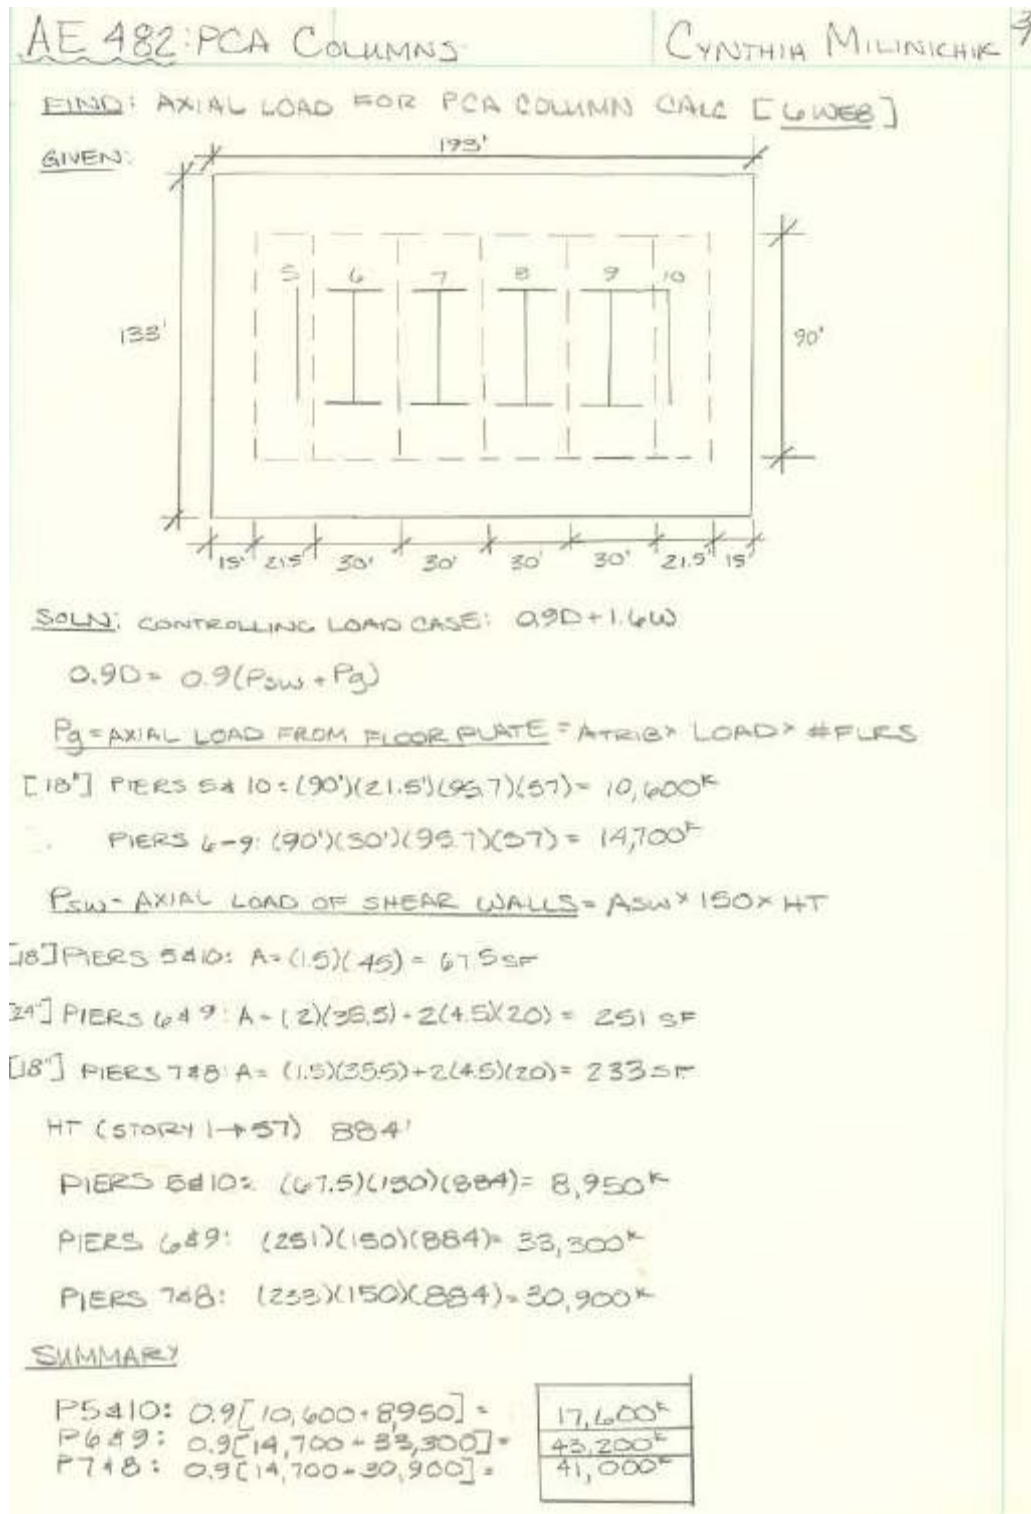 AE 482: PCA COLUMNS
CYNTHIA MILINICHIK
FIND: AXIAL LOAD FOR PCA COLUMN CALC [6 WEB]
GIVEN:
193'
5 6 7 8 9 10
133'
90'
15' 21.5' 30' 30' 30' 30' 21.5' 15'
SOLN: CONTROLLING LOAD CASE: 0.9D+1.6W
0.9D = 0.9(PSW + Pg)
Pg = AXIAL LOAD FROM FLOOR PLATE = ATRIB × LOAD × #FLRS
[18"] PIERS 5&10: (90')(21.5')(95.7)(57) = 10,600K
PIERS 6-9: (90')(30')(95.7)(57) = 14,700K
PSW = AXIAL LOAD OF SHEAR WALLS = ASW × 150 × HT
[18"] PIERS 5&10: A = (1.5)(45) = 67.5 SF
[24"] PIERS 6&9: A = (2)(35.5) + 2(4.5)(20) = 251 SF
[18"] PIERS 7&8: A = (1.5)(35.5) + 2(4.5)(20) = 233 SF
HT (STORY 1→57) 884'
PIERS 5&10: (67.5)(150)(884) = 8,950K
PIERS 6&9: (251)(150)(884) = 33,300K
PIERS 7&8: (233)(150)(884) = 30,900K
SUMMARY
P5&10: 0.9[10,600 + 8950] = 17,600K
P6&9: 0.9[14,700 + 33,300] = 43,200K
P7&8: 0.9[14,700 + 30,900] = 41,000K